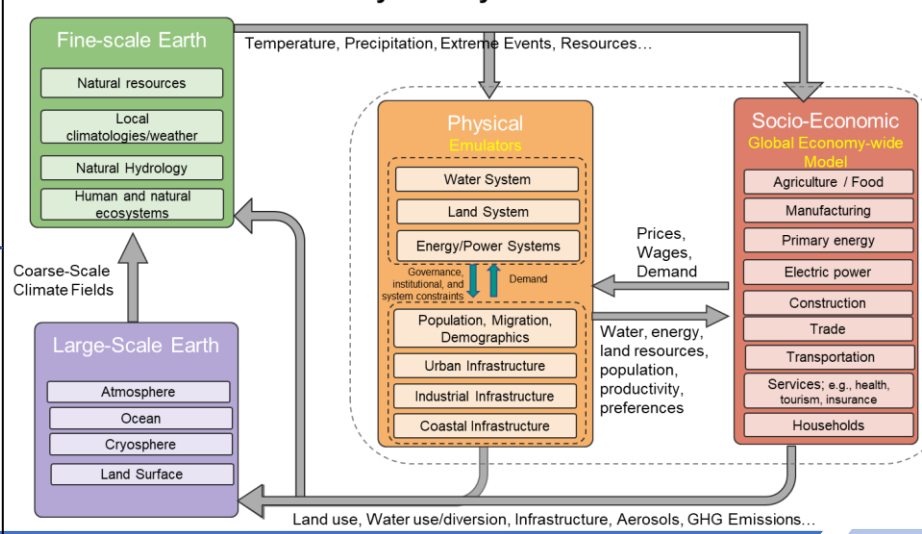 Fine-scale Earth
Natural resources
Local
climatologies/weather
Natural Hydrology
Human and natural
ecosystems
Temperature, Precipitation, Extreme Events, Resources...
Coarse-Scale
Climate Fields
Large-Scale Earth
Atmosphere
Ocean
Cryosphere
Land Surface
Physical
Emulators
Water System
Land System
Energy/Power Systems
Governance,
institutional, and
system constraints
Demand
Population, Migration,
Demographics
Urban Infrastructure
Industrial Infrastructure
Coastal Infrastructure
Prices,
Wages,
Demand
Water, energy,
land resources,
population,
productivity,
preferences
Socio-Economic
Global Economy-wide
Model
Agriculture / Food
Manufacturing
Primary energy
Electric power
Construction
Trade
Transportation
Services; e.g., health,
tourism, insurance
Households
Land use, Water use/diversion, Infrastructure, Aerosols, GHG Emissions...